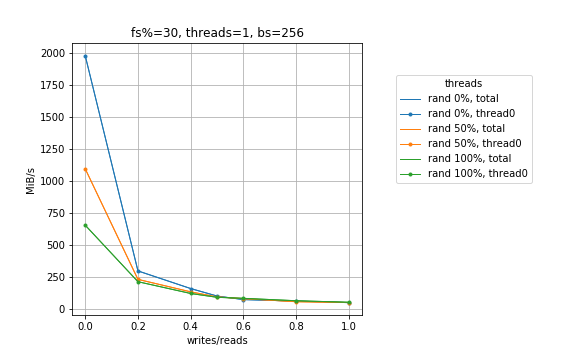 fs%=30, threads=1, bs=256
MiB/s
2000
1750
1500
1250
1000
750
500
250
0
0.0 0.2 0.4 0.6 0.8 1.0
writes/reads
threads
rand 0%, total
rand 0%, thread0
rand 50%, total
rand 50%, thread0
rand 100%, total
rand 100%, thread0